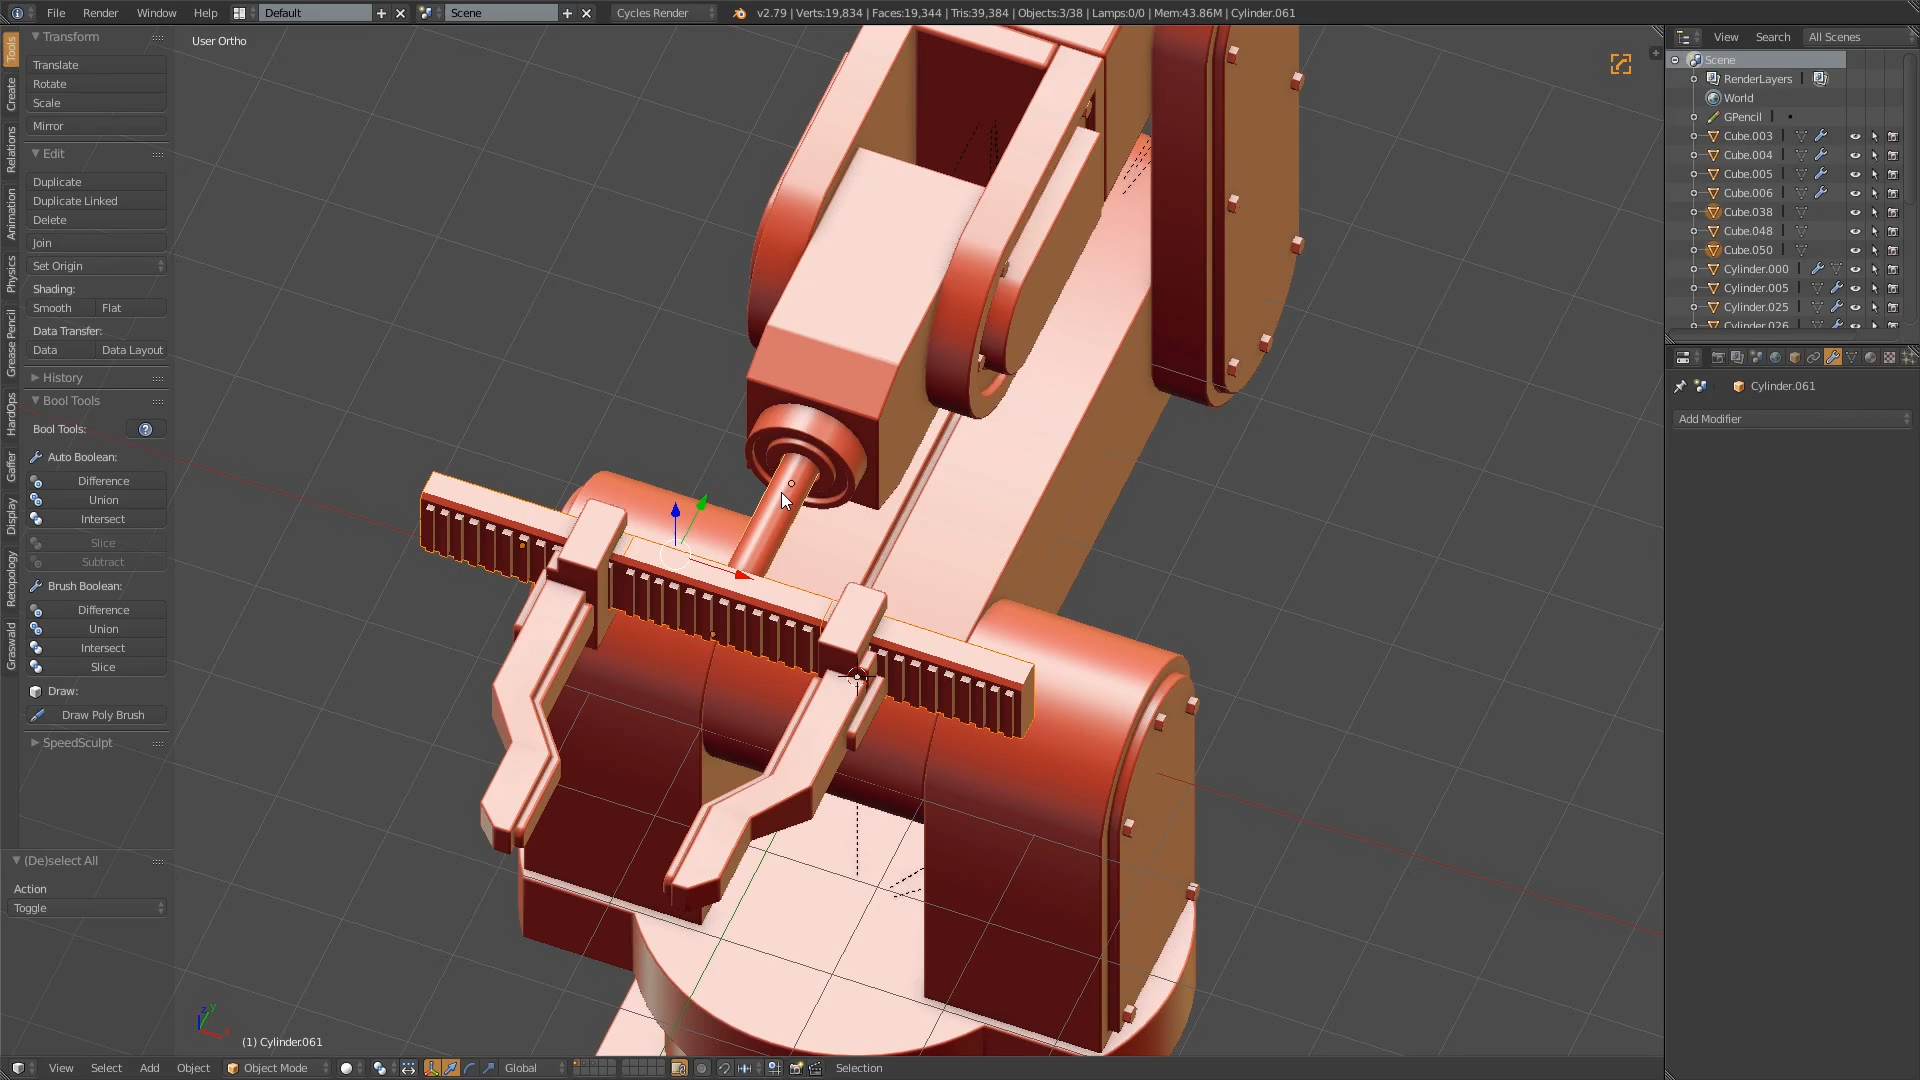 File Render Window Help Default Scene Cycles Render v2.79 | Verts:19,834 | Faces:19,344 | Tris:39,384 | Objects:3/38 | Lamps:0/0 | Mem:43.86M | Cylinder.061
Tools
Create
Relations
Animation
Physics
Grease Pencil
HardOps
Gaffer
Display
Retopology
Graswald
Transform
Translate
Rotate
Scale
Mirror
Edit
Duplicate
Duplicate Linked
Delete
Join
Set Origin
Shading:
Smooth Flat
Data Transfer:
Data Data Layout
History
Bool Tools
Bool Tools:
Auto Boolean:
Difference
Union
Intersect
Slice
Subtract
Brush Boolean:
Difference
Union
Intersect
Slice
Draw:
Draw Poly Brush
SpeedSculpt
(De)select All
Action
Toggle
User Ortho
(1) Cylinder.061
View Select Add Object Object Mode Global Selection
View Search All Scenes
Scene
RenderLayers
World
GPencil
Cube.003
Cube.004
Cube.005
Cube.006
Cube.038
Cube.048
Cube.050
Cylinder.000
Cylinder.005
Cylinder.025
Cylinder.026
Cylinder.061
Add Modifier